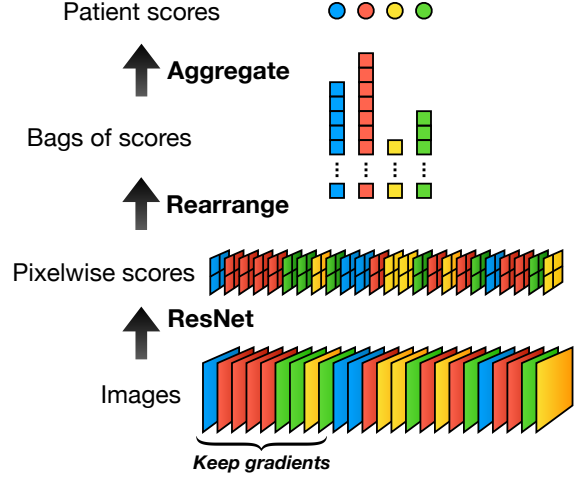 Patient scores
Aggregate
Bags of scores
Rearrange
Pixelwise scores
ResNet
Images
Keep gradients